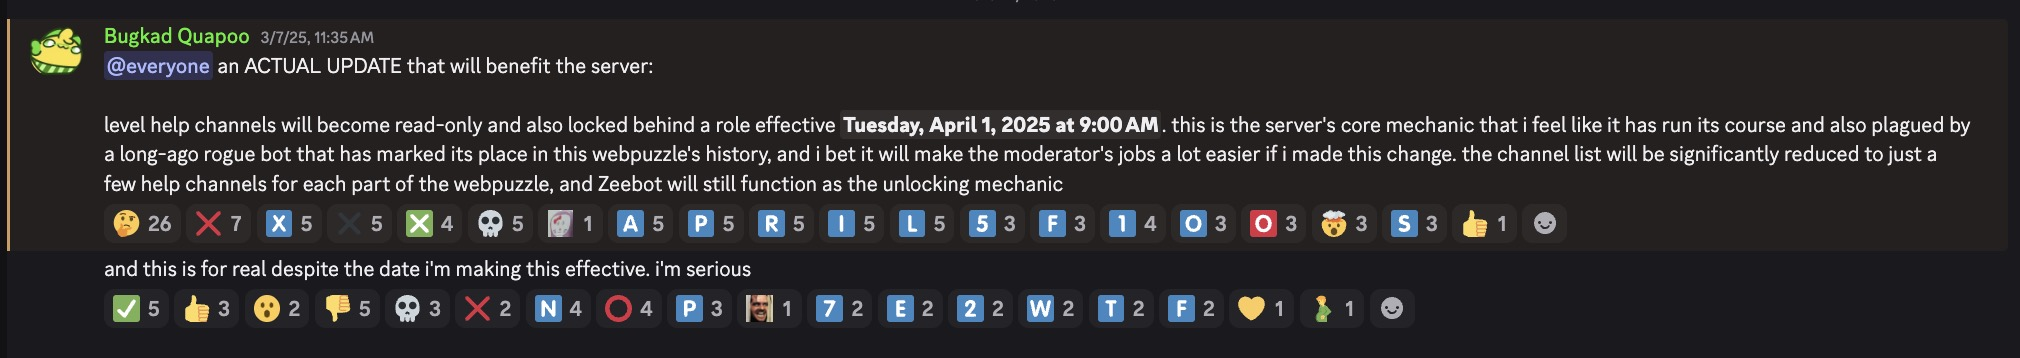 Bugkad Quapoo 3/7/25, 11:35 AM
@everyone an ACTUAL UPDATE that will benefit the server:
level help channels will become read-only and also locked behind a role effective Tuesday, April 1, 2025 at 9:00 AM. this is the server's core mechanic that i feel like it has run its course and also plagued by
a long-ago rogue bot that has marked its place in this webpuzzle's history, and i bet it will make the moderator's jobs a lot easier if i made this change. the channel list will be significantly reduced to just a
few help channels for each part of the webpuzzle, and Zeebot will still function as the unlocking mechanic
26 7 X 5 5 4 5 1 A 5 P 5 R 5 I 5 L 5 5 3 F 3 1 4 O 3 O 3 3 S 3 1
and this is for real despite the date i'm making this effective. i'm serious
5 3 2 5 3 2 N 4 4 P 3 1 7 2 E 2 2 2 W 2 T 2 F 2 1 1